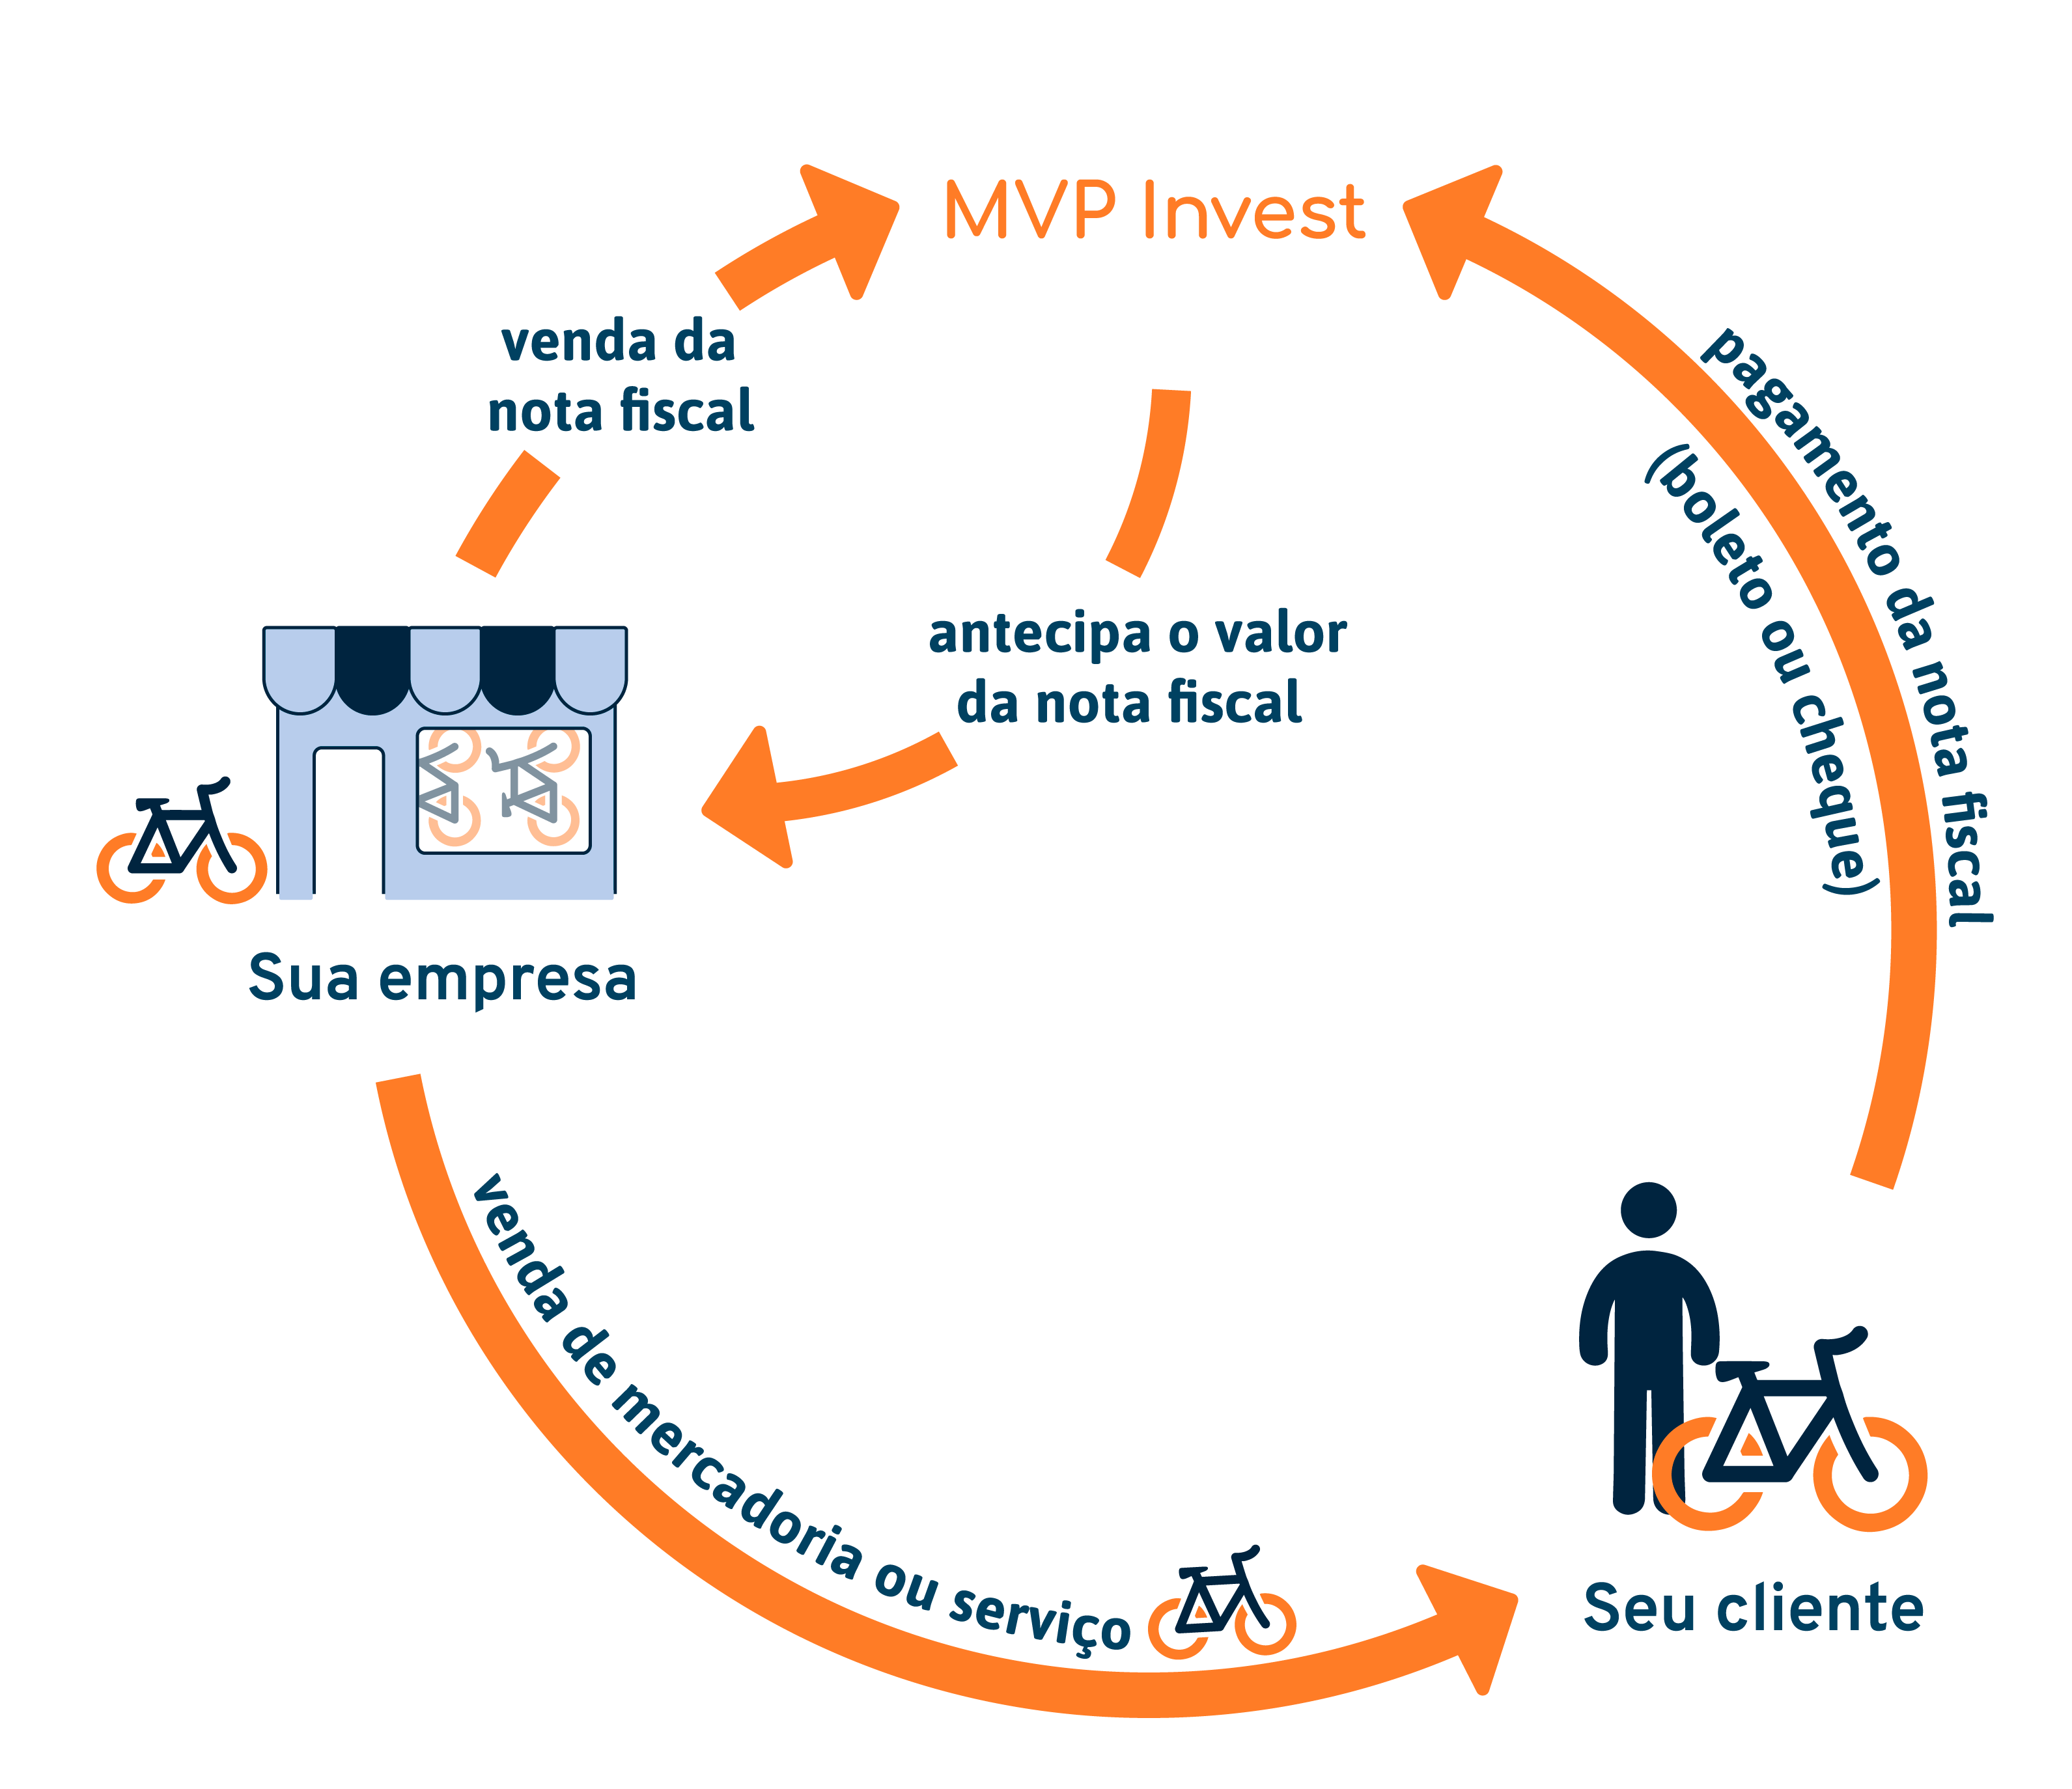 MVP Invest
venda da
nota fiscal
pagamento da nota fiscal
(boleto ou cheque)
antecipa o valor
da nota fiscal
Sua empresa
venda de mercadoria ou serviço
Seu cliente